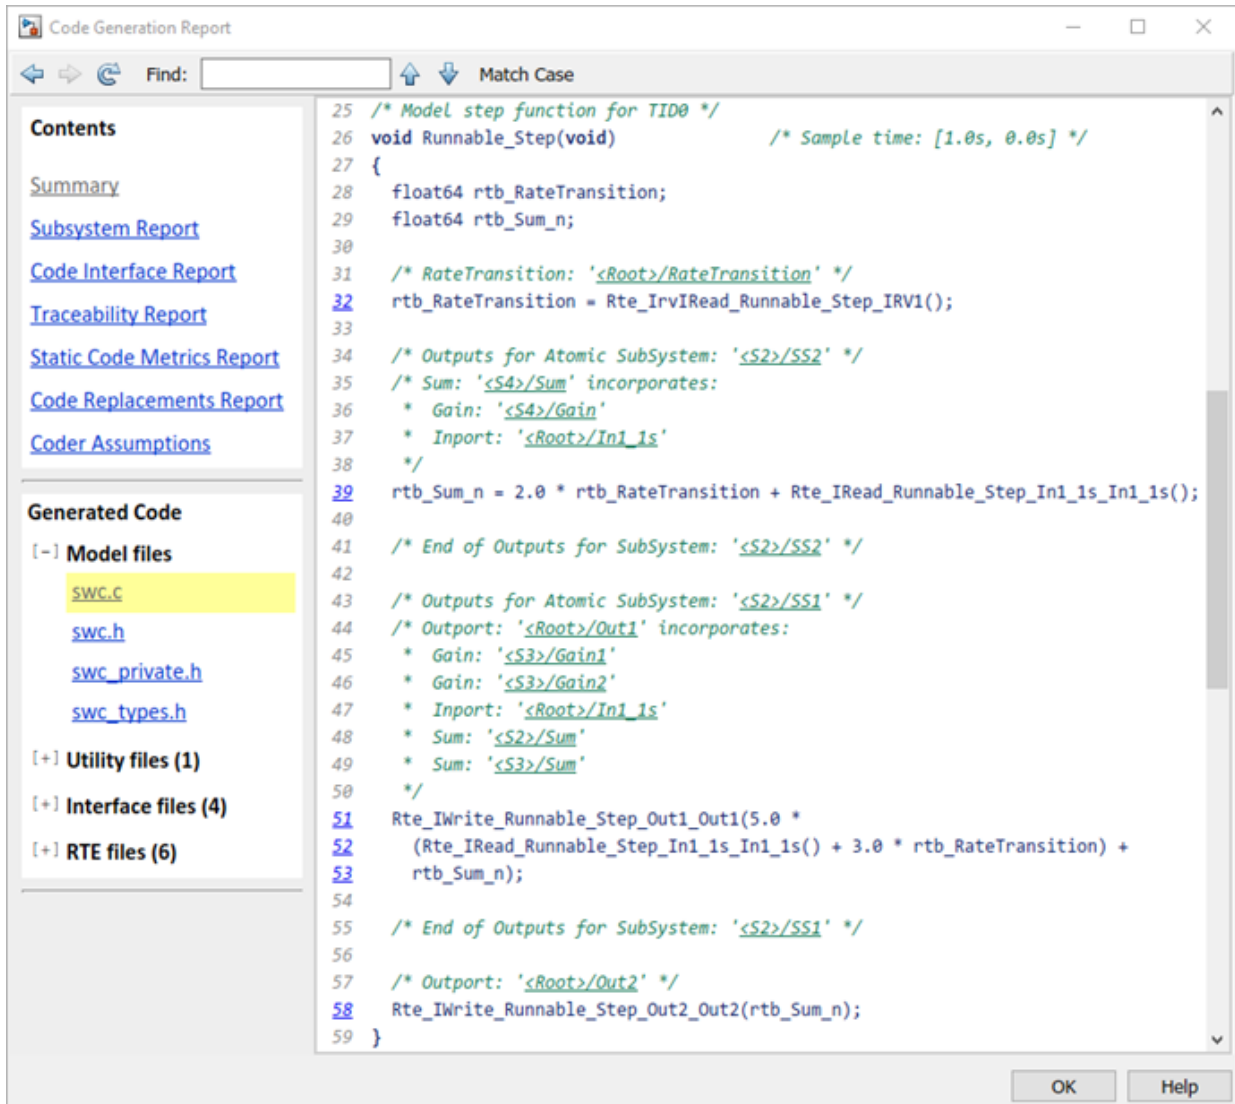 Code Generation Report
Find:
Match Case
Contents
Summary
Subsystem Report
Code Interface Report
Traceability Report
Static Code Metrics Report
Code Replacements Report
Coder Assumptions
Generated Code
[-] Model files
swc.c
swc.h
swc_private.h
swc_types.h
[+] Utility files (1)
[+] Interface files (4)
[+] RTE files (6)
25 /* Model step function for TID0 */
26 void Runnable_Step(void) /* Sample time: [1.0s, 0.0s] */
27 {
28 float64 rtb_RateTransition;
29 float64 rtb_Sum_n;
30
31 /* RateTransition: '<Root>/RateTransition' */
32 rtb_RateTransition = Rte_IrvIRead_Runnable_Step_IRV1();
33
34 /* Outputs for Atomic SubSystem: '<S2>/SS2' */
35 /* Sum: '<S4>/Sum' incorporates:
36 * Gain: '<S4>/Gain'
37 * Inport: '<Root>/In1_1s'
38 */
39 rtb_Sum_n = 2.0 * rtb_RateTransition + Rte_IRead_Runnable_Step_In1_1s_In1_1s();
40
41 /* End of Outputs for SubSystem: '<S2>/SS2' */
42
43 /* Outputs for Atomic SubSystem: '<S2>/SS1' */
44 /* Outport: '<Root>/Out1' incorporates:
45 * Gain: '<S3>/Gain1'
46 * Gain: '<S3>/Gain2'
47 * Inport: '<Root>/In1_1s'
48 * Sum: '<S2>/Sum'
49 * Sum: '<S3>/Sum'
50 */
51 Rte_IWrite_Runnable_Step_Out1_Out1(5.0 *
52 (Rte_IRead_Runnable_Step_In1_1s_In1_1s() + 3.0 * rtb_RateTransition) +
53 rtb_Sum_n);
54
55 /* End of Outputs for SubSystem: '<S2>/SS1' */
56
57 /* Outport: '<Root>/Out2' */
58 Rte_IWrite_Runnable_Step_Out2_Out2(rtb_Sum_n);
59 }
OK
Help